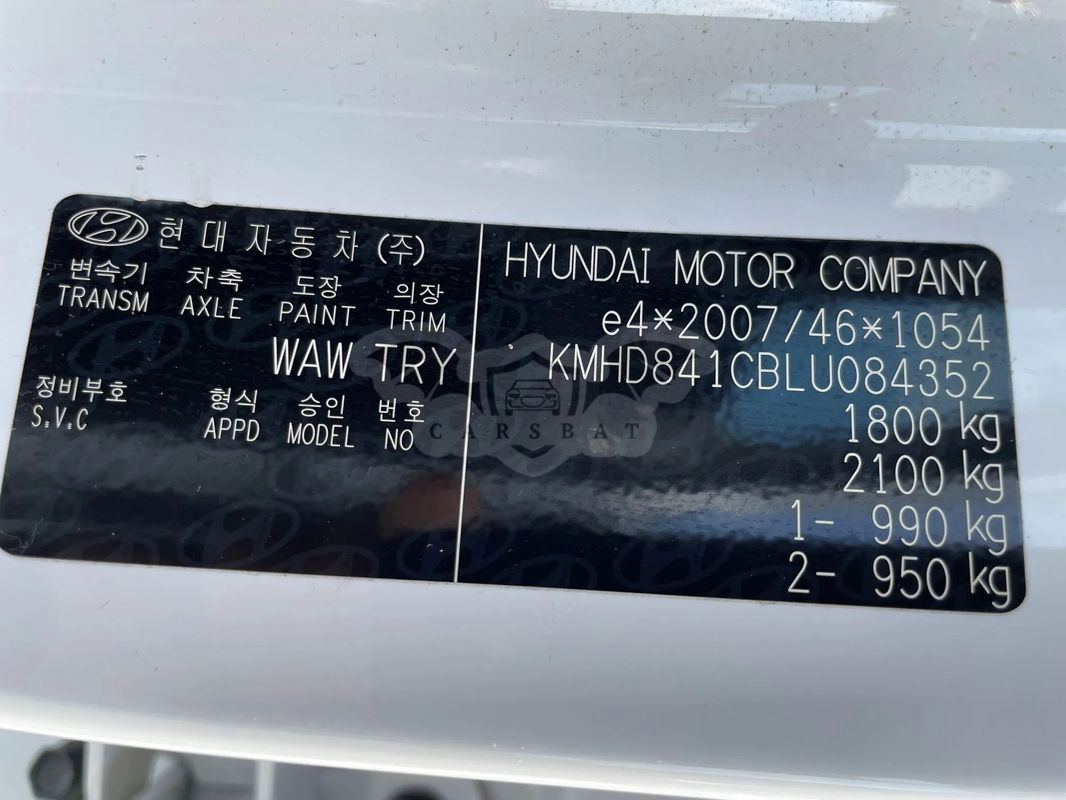 현대자동차(주)
변속기 차축 도장 의장
TRANSM AXLE PAINT TRIM
WAW TRY
정비부호
S.V.C
형식 승인 번호
APPD MODEL NO
HYUNDAI MOTOR COMPANY
e4*2007/46*1054
KMHD841CBLU084352
1800 kg
2100 kg
1- 990 kg
2- 950 kg
CARSBAT